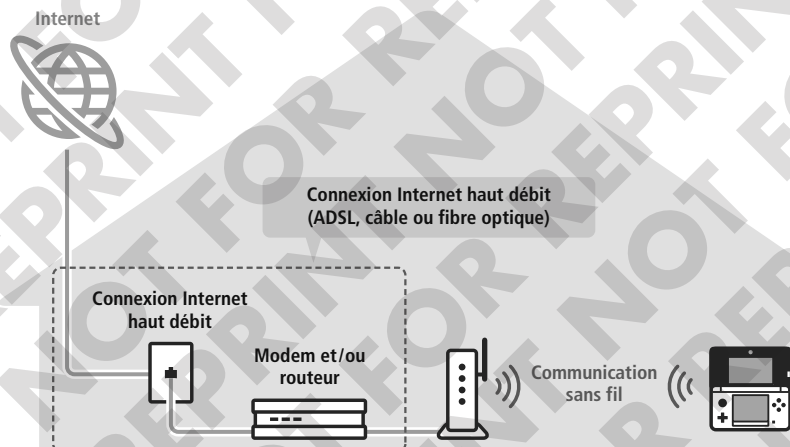 Internet
Connexion Internet haut débit
(ADSL, câble ou fibre optique)
Connexion Internet
haut débit
Modem et/ou
routeur
Communication
sans fil
NOT FOR REPRINT